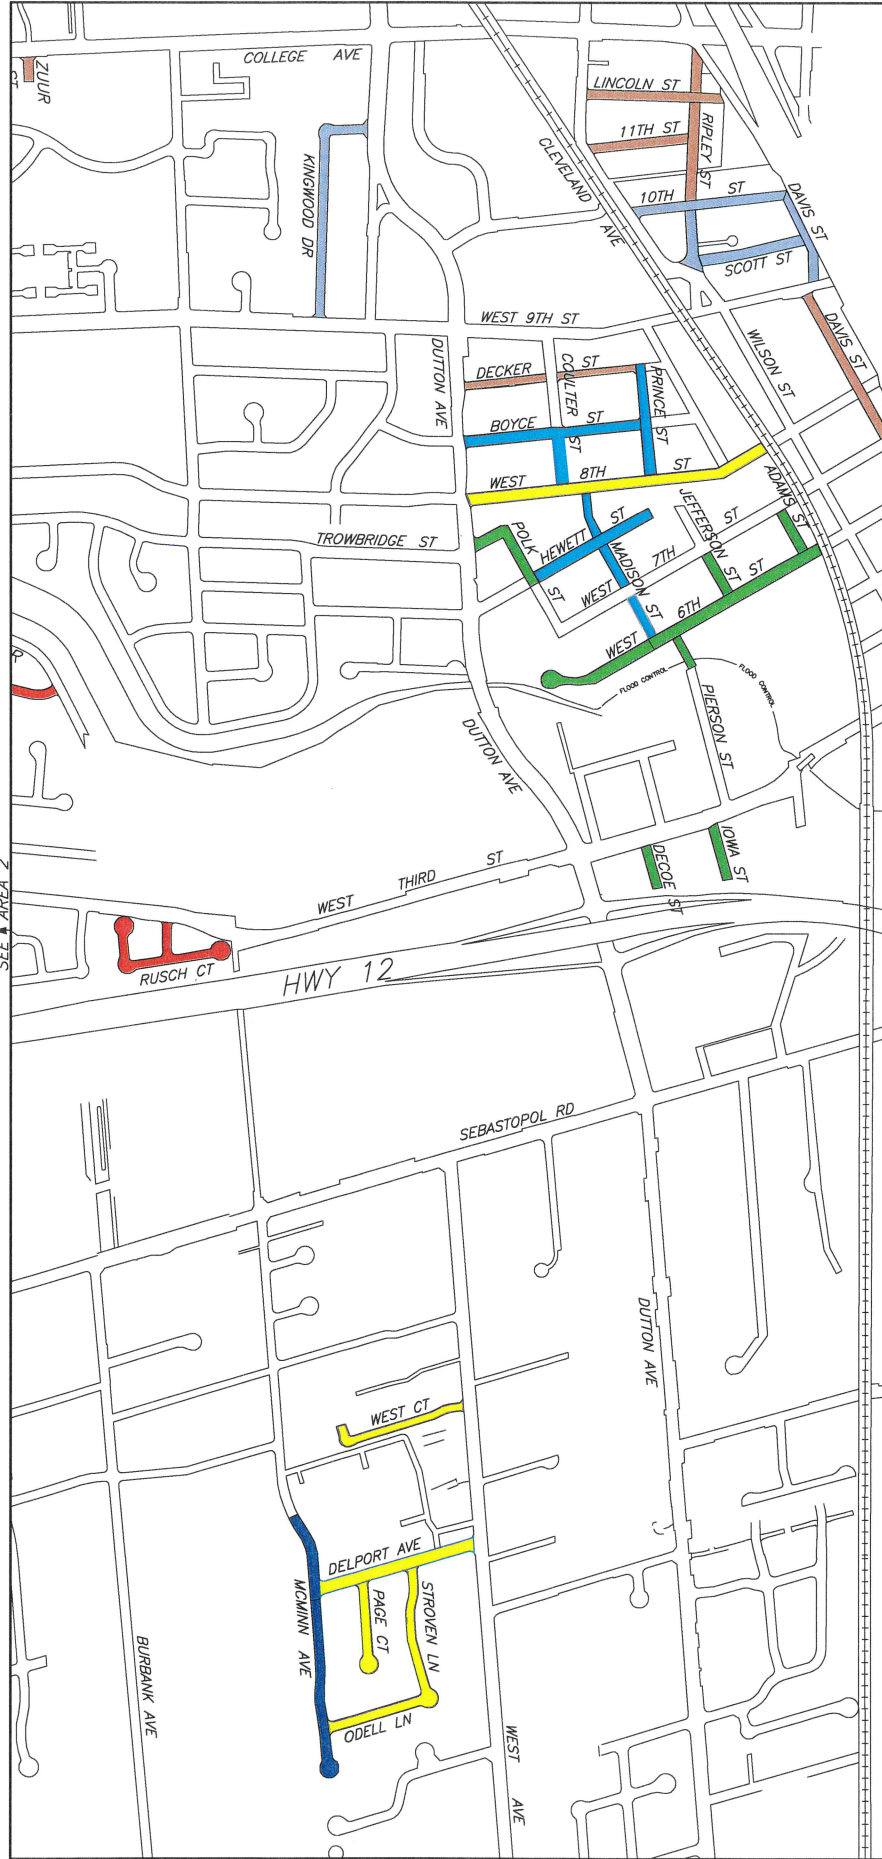 COLLEGE AVE
ZUUR ST
LINCOLN ST
11TH ST
RIPLEY ST
CLEVELAND AVE
KINGWOOD DR
10TH ST
DAVIS ST
SCOTT ST
WEST 9TH ST
DUTTON AVE
WILSON ST
DAVIS ST
DECKER ST
COULTER ST
PRINCE ST
BOYCE ST
WEST 8TH ST
ADAMS ST
JEFFERSON ST
TROWBRIDGE ST
POLK ST
HEWETT ST
MADISON ST
WEST 7TH ST
WEST 6TH ST
R
FLOOD CONTROL
FLOOD CONTROL
PIERSON ST
DUTTON AVE
IOWA ST
DECOE ST
WEST THIRD ST
SEE AREA 2
RUSCH CT
HWY 12
SEBASTOPOL RD
DUTTON AVE
WEST CT
DELPORT AVE
MCMINN AVE
PAGE CT
STROVEN LN
ODELL LN
BURBANK AVE
WEST AVE